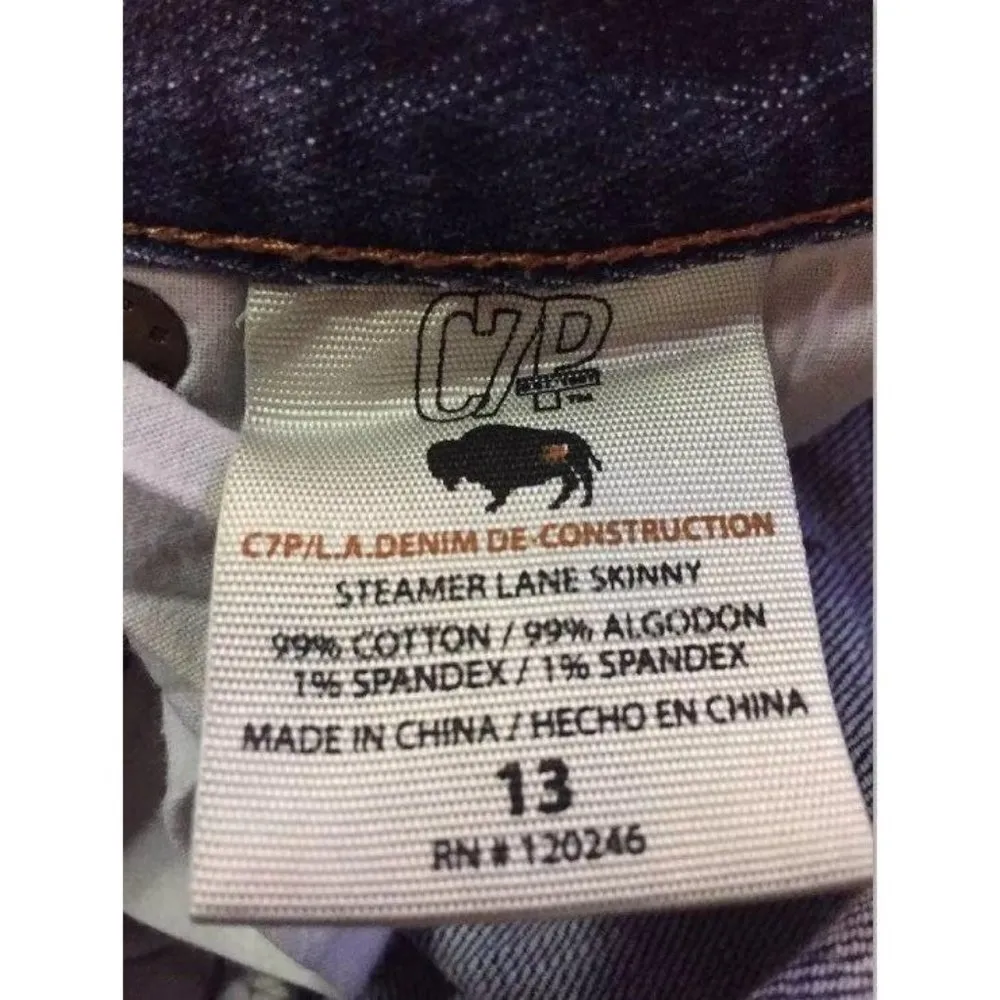 C7P
TM
C7P/L.A.DENIM DE-CONSTRUCTION
STEAMER LANE SKINNY
99% COTTON / 99% ALGODON
1% SPANDEX / 1% SPANDEX
MADE IN CHINA / HECHO EN CHINA
13
RN # 120246